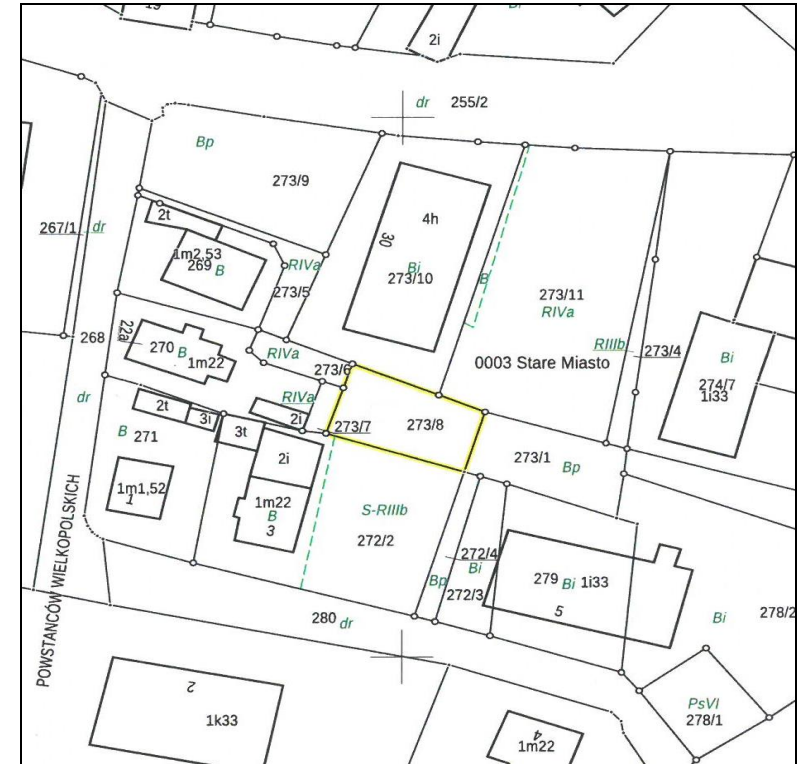 19
Bi
2i
dr 255/2
Bp
273/9
2t
4h
267/1 dr
1m2,53
269 B
RIVa
30
Bi
273/10
B
273/5
273/11
RIVa
22a
268
270 B
1m22
RIVa
RIIIb
273/4
273/6
0003 Stare Miasto
Bi
274/7
1i33
dr
RIVa
2t
3i
2i
273/7
273/8
B 271
3t
2i
273/1 Bp
1m1,52
1
1m22
B
3
S-RIIIb
272/2
272/4
Bi
Bp
272/3
279 Bi 1i33
5
POWSTAŃCÓW WIELKOPOLSKICH
280 dr
Bi
278/2
2
1k33
PsVI
278/1
4
1m22